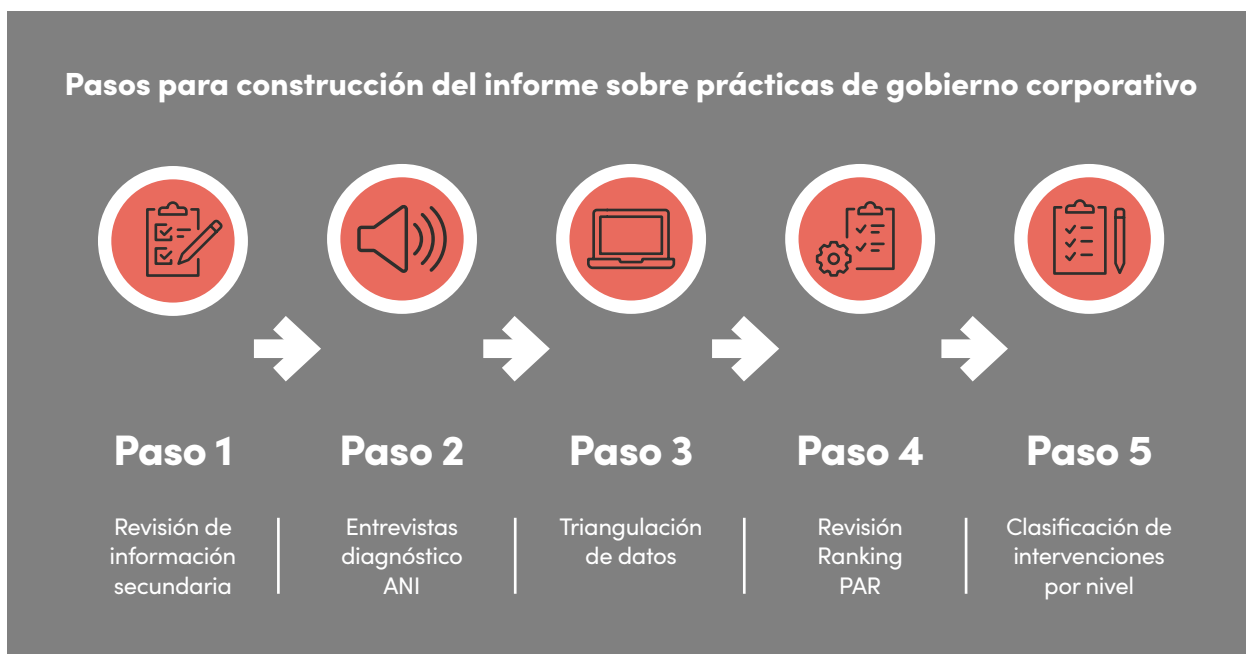 Pasos para construcción del informe sobre prácticas de gobierno corporativo
Paso 1
Revisión de
información
secundaria
Paso 2
Entrevistas
diagnóstico
ANI
Paso 3
Triangulación
de datos
Paso 4
Revisión
Ranking
PAR
Paso 5
Clasificación de
intervenciones
por nivel